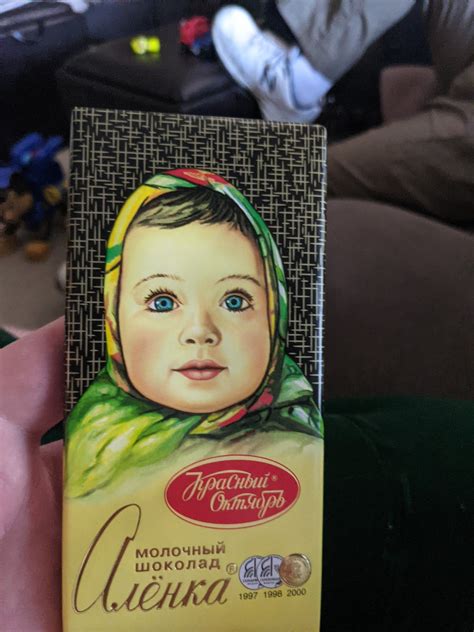 Красный®
Октябрь
МОЛОЧНЫЙ
ШОКОЛАД
Алёнка®
1997 1998 2000